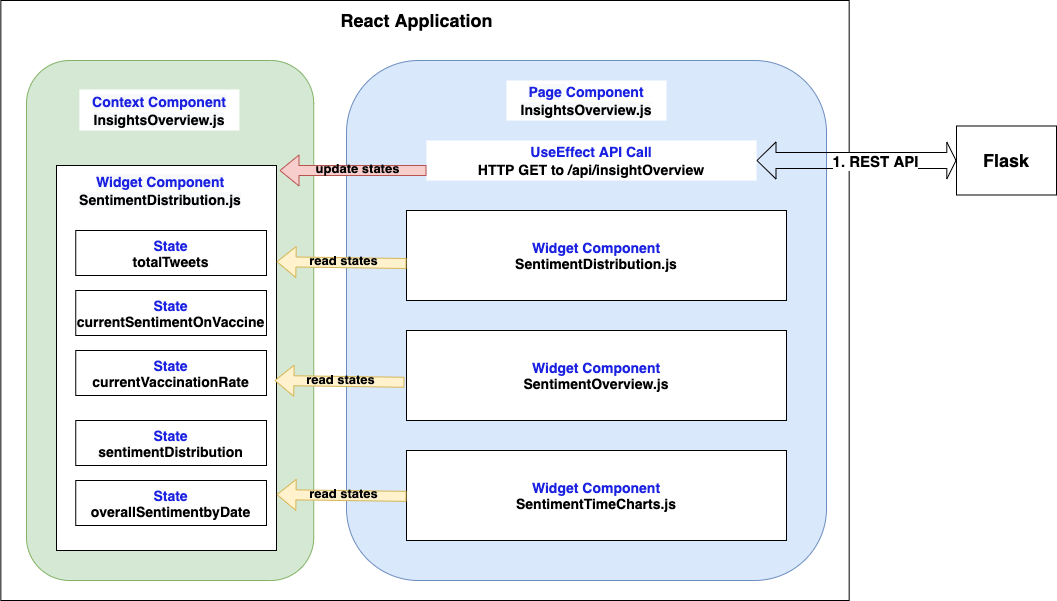 React Application
Context Component
InsightsOverview.js
Widget Component
SentimentDistribution.js
State
totalTweets
State
currentSentimentOnVaccine
State
currentVaccinationRate
State
sentimentDistribution
State
overallSentimentbyDate
Page Component
InsightsOverview.js
UseEffect API Call
HTTP GET to /api/insightOverview
update states
1. REST API
Flask
read states
Widget Component
SentimentDistribution.js
read states
Widget Component
SentimentOverview.js
read states
Widget Component
SentimentTimeCharts.js